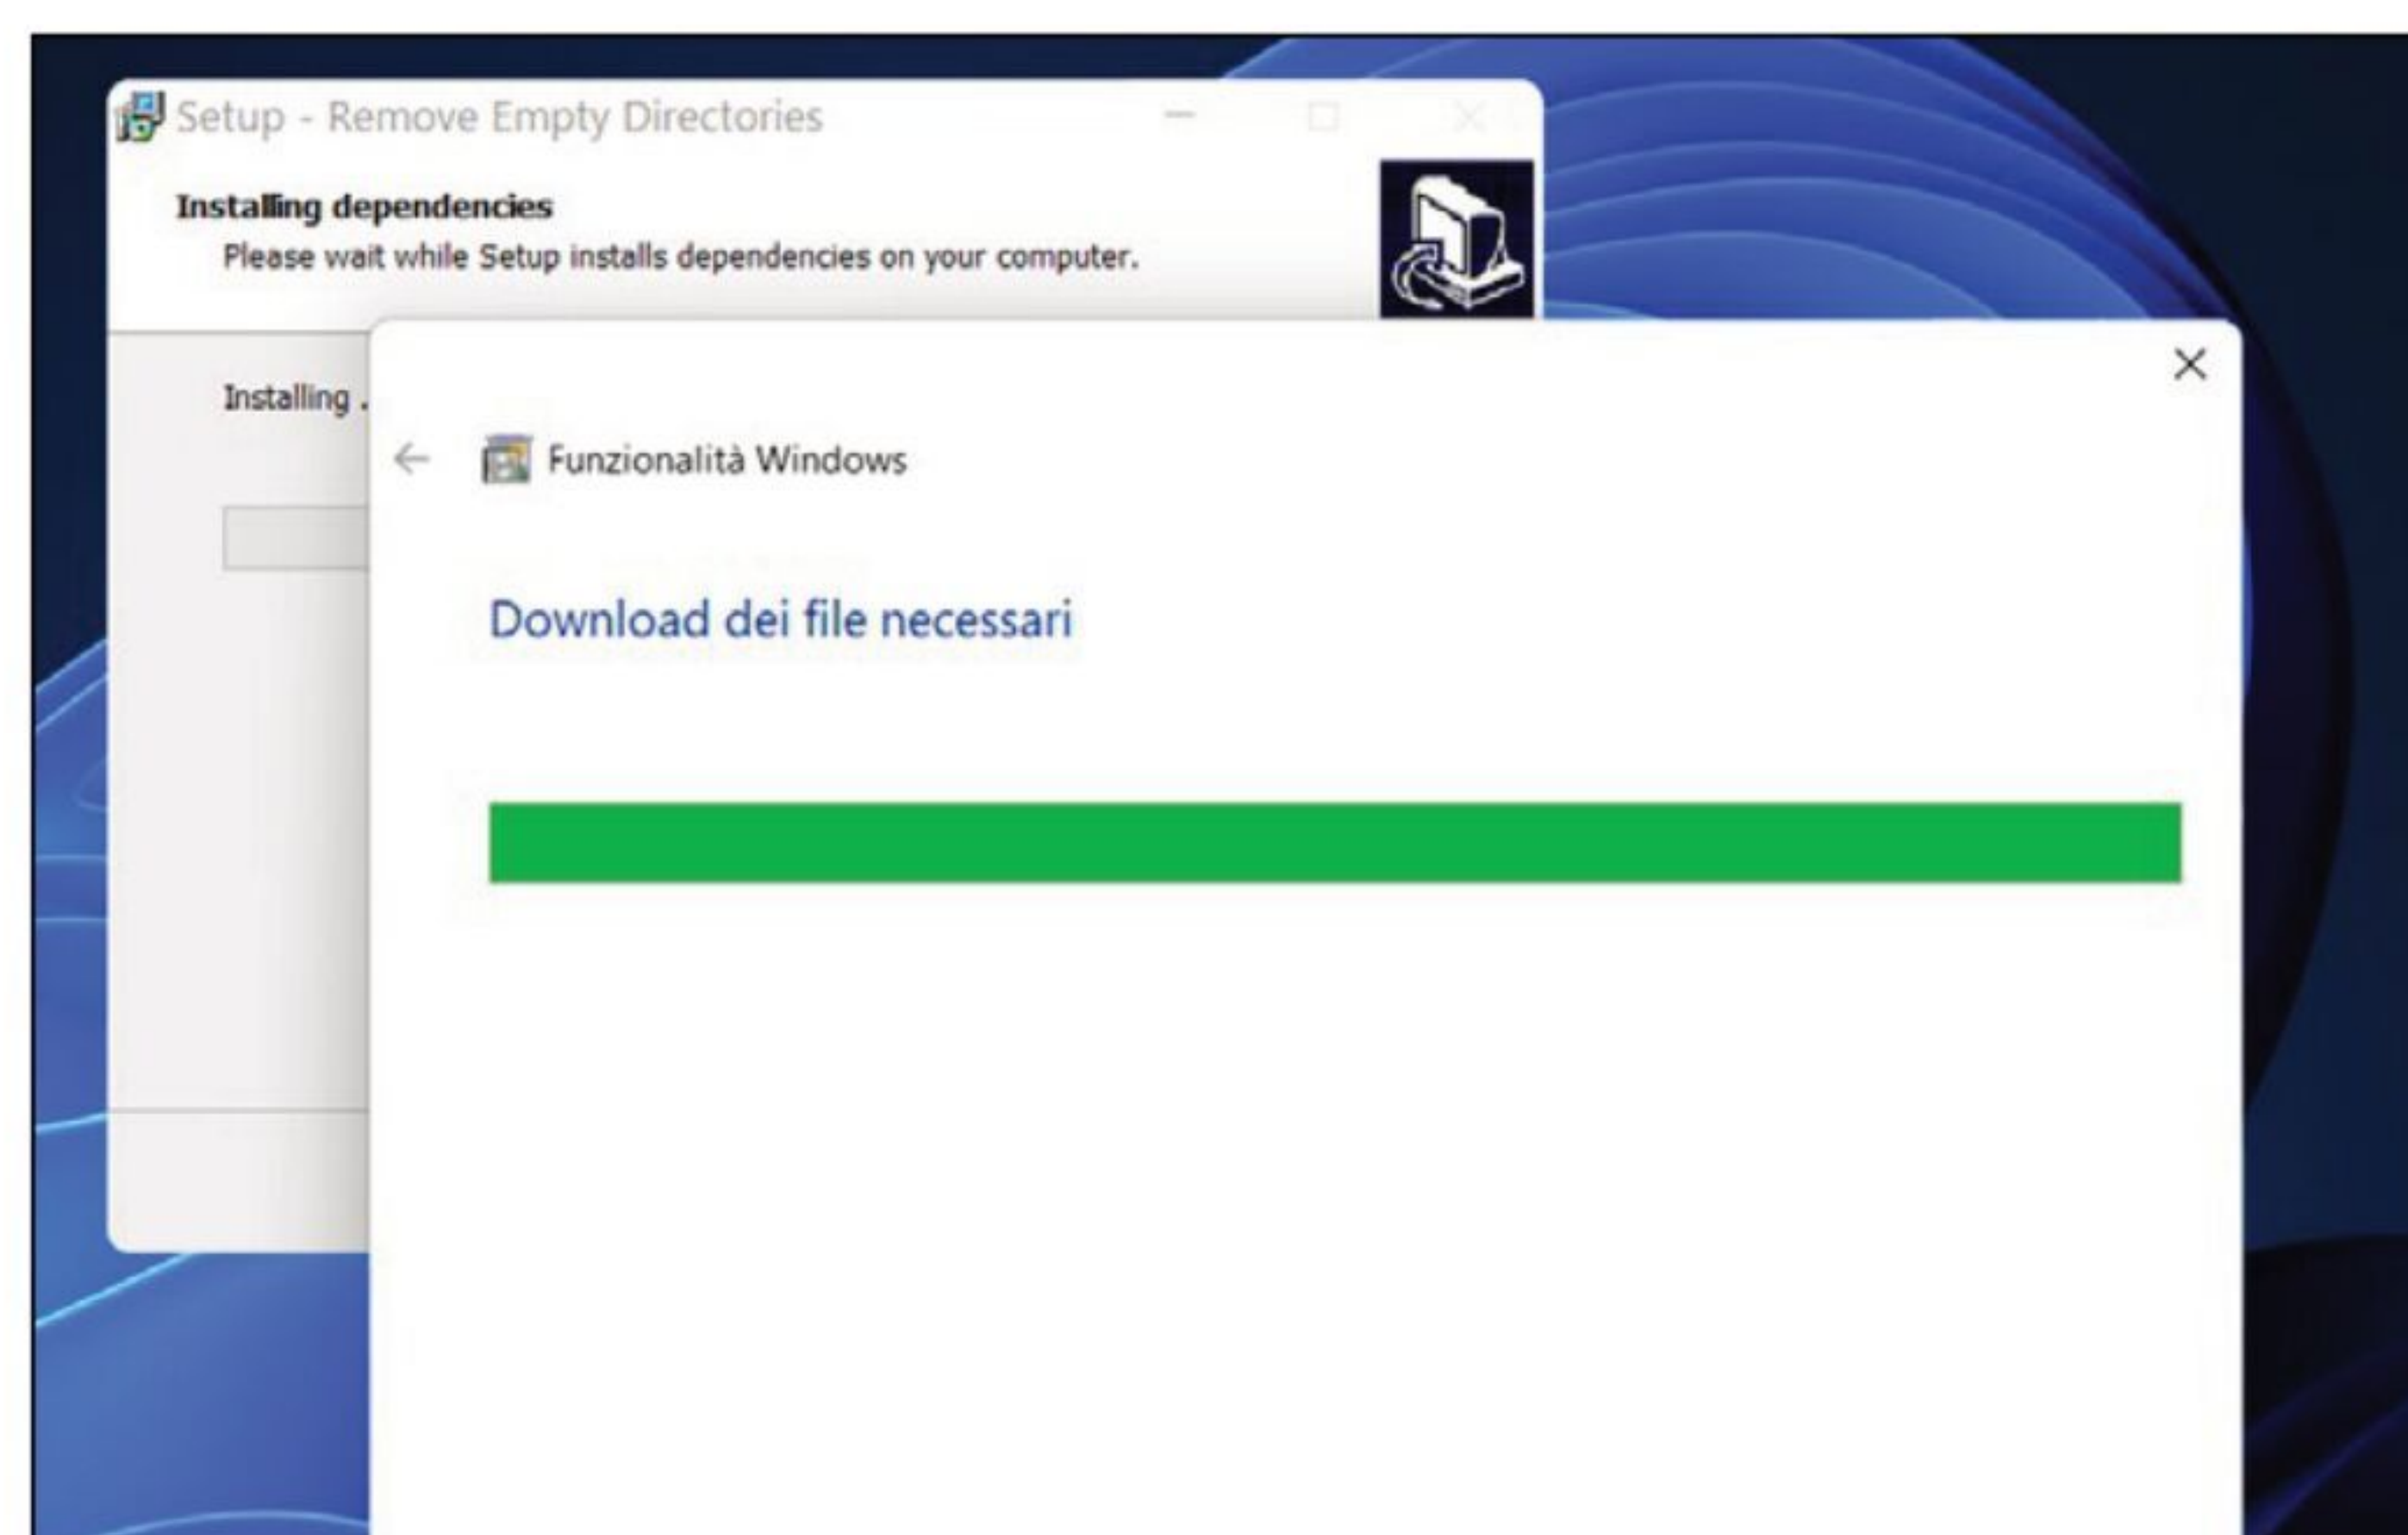 Setup - Remove Empty Directories
Installing dependencies
Please wait while Setup installs dependencies on your computer.
Installing .
Funzionalità Windows
Download dei file necessari